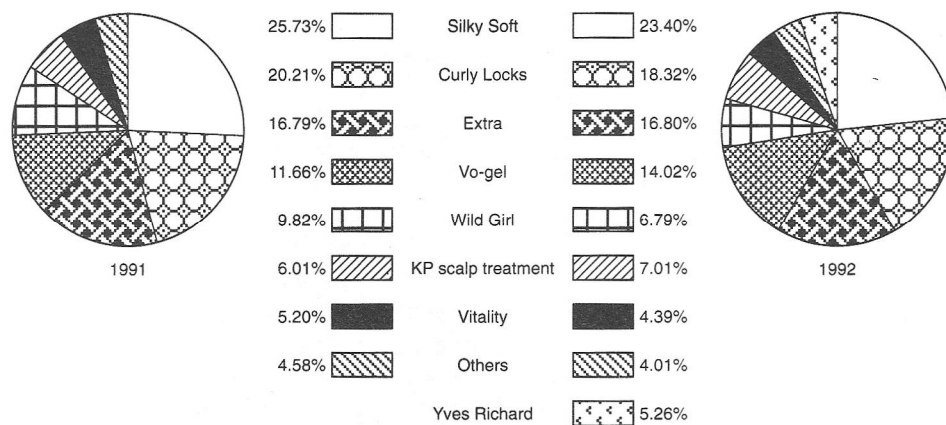 25.73% Silky Soft 23.40%
20.21% Curly Locks 18.32%
16.79% Extra 16.80%
11.66% Vo-gel 14.02%
9.82% Wild Girl 6.79%
6.01% KP scalp treatment 7.01%
5.20% Vitality 4.39%
4.58% Others 4.01%
Yves Richard 5.26%
1991
1992